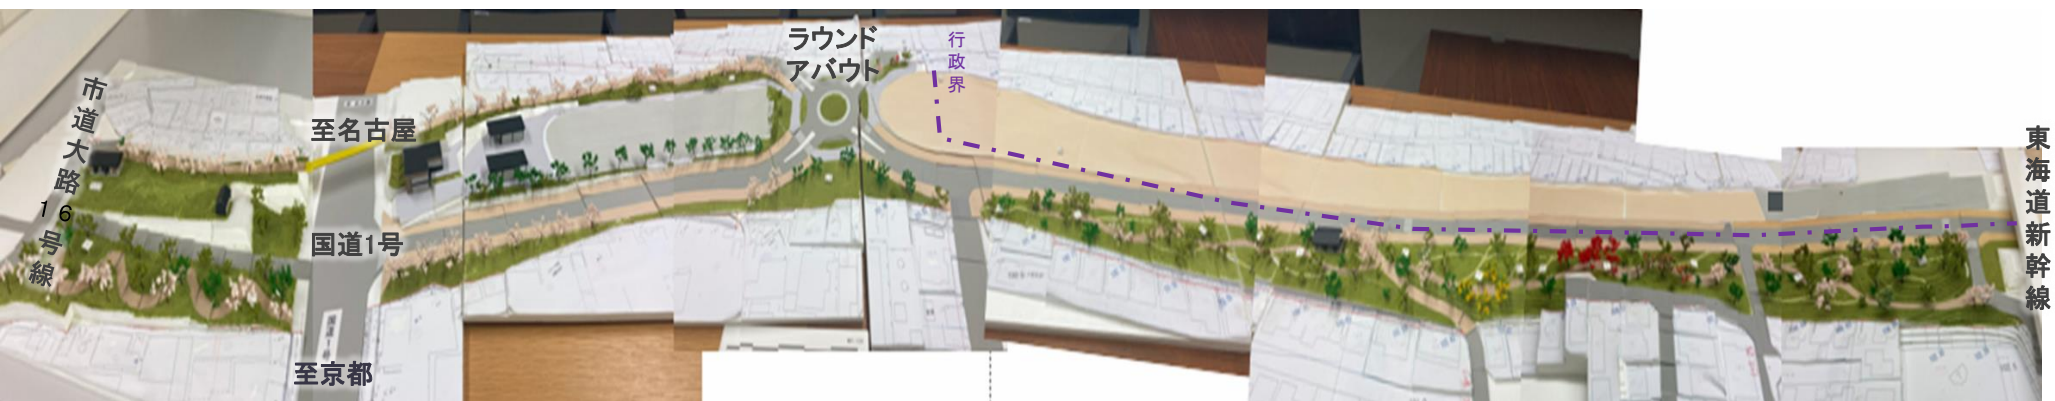 市道大路16号線
至名古屋
国道1号
至京都
ラウンド
アバウト
行政界
東海道新幹線